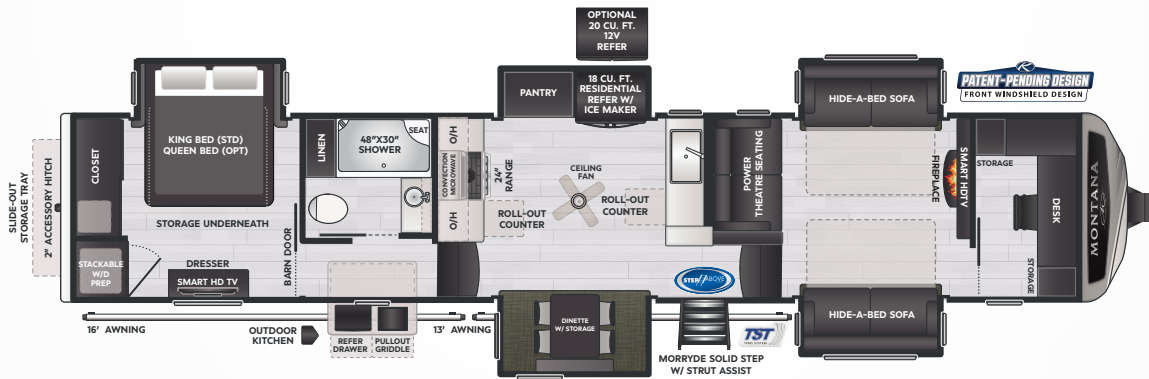 OPTIONAL
20 CU. FT.
12V
REFER
PATENT-PENDING DESIGN
FRONT WINDSHIELD DESIGN
PANTRY
18 CU. FT.
RESIDENTIAL
REFER W/
ICE MAKER
HIDE-A-BED SOFA
SLIDE-OUT
STORAGE TRAY
2" ACCESSORY HITCH
CLOSET
KING BED (STD)
QUEEN BED (OPT)
LINEN
48"X30"
SHOWER
SEAT
O/H
CONVECTION
MICROWAVE
O/H
24"
RANGE
CEILING
FAN
ROLL-OUT
COUNTER
ROLL-OUT
COUNTER
POWER
THEATRE SEATING
FIREPLACE
SMART HDTV
STORAGE
DESK
STORAGE
MONTANA
STORAGE UNDERNEATH
STACKABLE
W/D
PREP
DRESSER
SMART HD TV
BARN DOOR
STEP ABOVE
16' AWNING
OUTDOOR
KITCHEN
REFER
DRAWER
PULLOUT
GRIDDLE
13' AWNING
DINETTE
W/ STORAGE
MORRYDE SOLID STEP
W/ STRUT ASSIST
TST
HIDE-A-BED SOFA